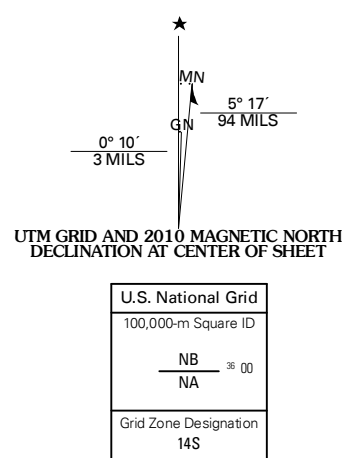 ★
MN
5° 17´
94 MILS
GN
0° 10´
3 MILS
UTM GRID AND 2010 MAGNETIC NORTH
DECLINATION AT CENTER OF SHEET
U.S. National Grid
100,000-m Square ID
NB
36 00
NA
Grid Zone Designation
14S